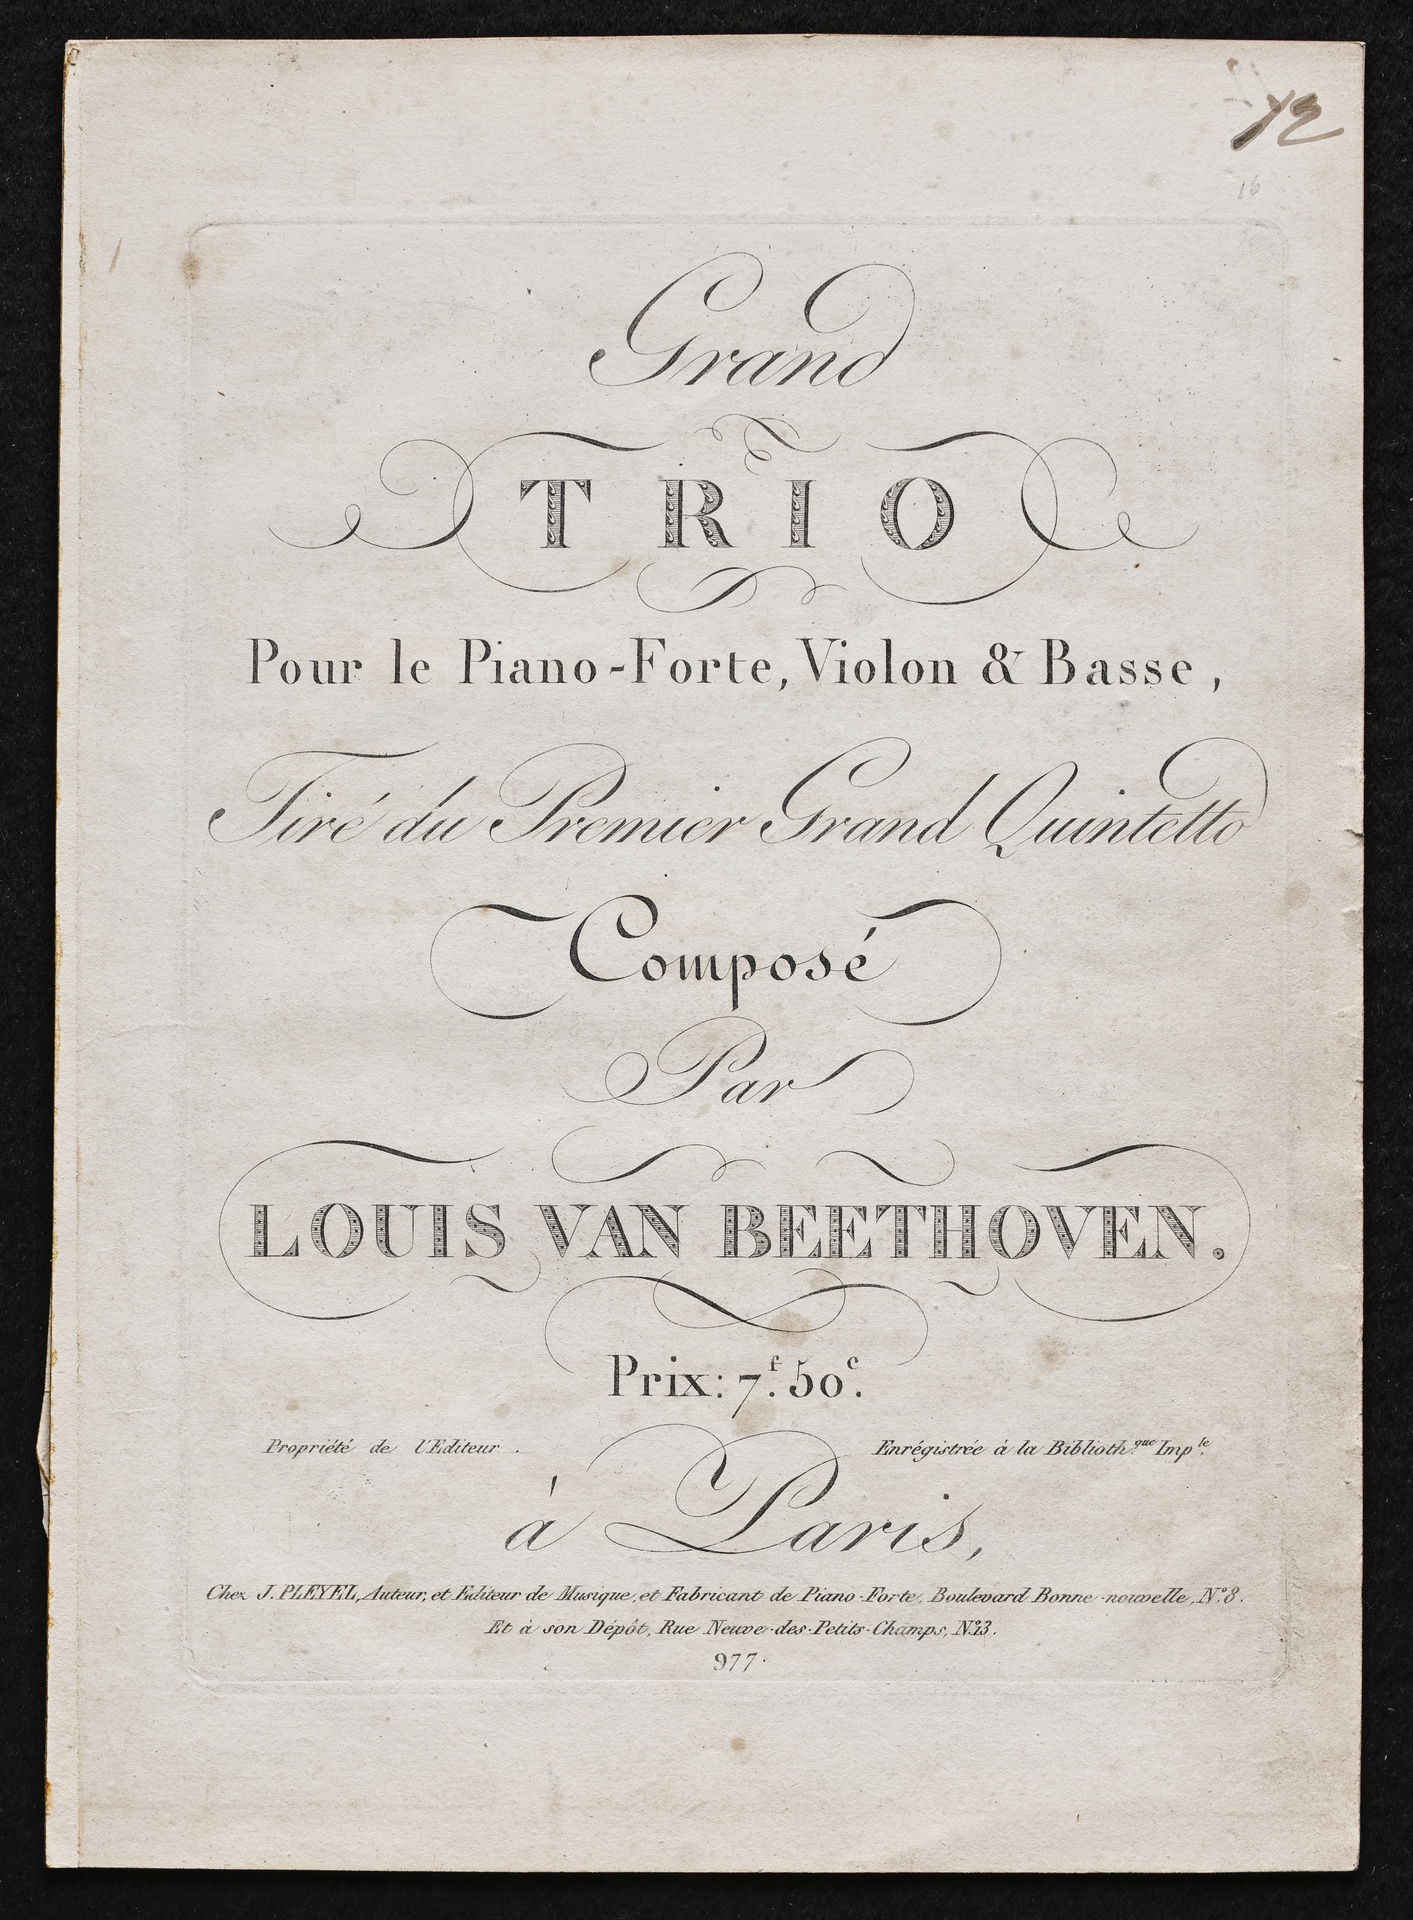 12
16
Grand
TRIO
Pour le Piano-Forte, Violon & Basse,
Tiré du Premier Grand Quintetto
Composé
Par
LOUIS VAN BEETHOVEN.
Prix: 7.f 50.c
Propriété de l'Editeur.
Enrégistrée à la Biblioth.que Imp.le
à Paris,
Chez J. PLEYEL, Auteur, et Editeur de Musique, et Fabricant de Piano-Forte, Boulevard Bonne-nouvelle, N.o 8.
Et à son Dépôt, Rue Neuve-des-Petits-Champs, N.o 13.
977.